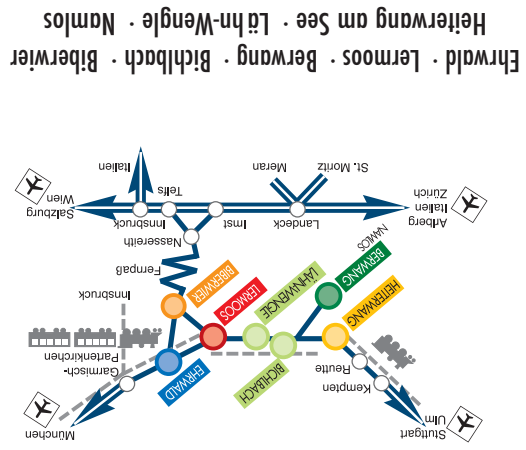 Stuttgart
Ulm
München
Kempten
Reutte
Garmisch-
Partenkirchen
HEITERWANG
BICHLBACH
EHRWALD
BERWANG
NAMLOS
LÄHN/WENGLE
LERMOOS
BIBERWIER
Innsbruck
Fernpaß
Nassereith
Arlberg
Italien
Zürich
Landeck
Imst
Innsbruck
Salzburg
Wien
St. Moritz
Meran
Telfs
Italien
Ehrwald · Lermoos · Berwang · Bichlbach · Biberwier
Heiterwang am See · Lähn-Wengle · Namlos